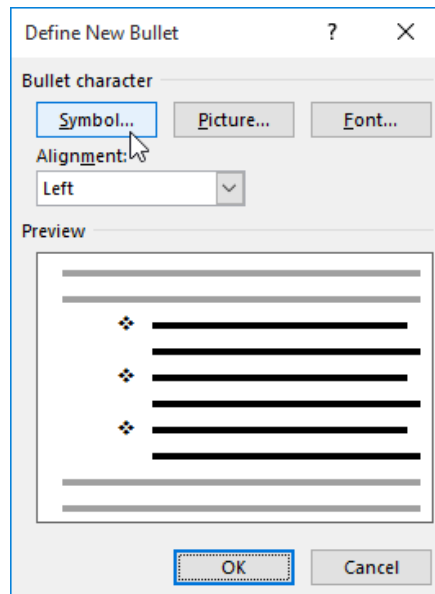 Define New Bullet ?
Bullet character
Symbol... Picture... Font...
Alignment:
Left
Preview
OK Cancel